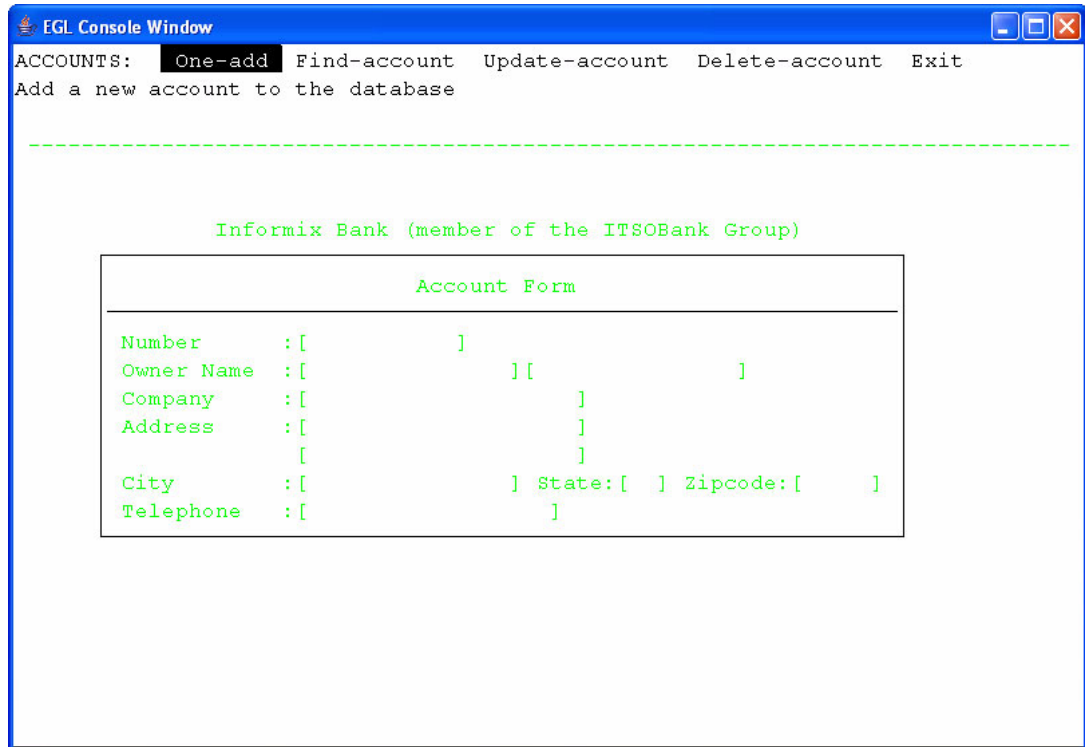 EGL Console Window
ACCOUNTS: One-add Find-account Update-account Delete-account Exit
Add a new account to the database
--------------------------------------------------------------------------------
Informix Bank (member of the ITSOBank Group)
Account Form
Number :[ ]
Owner Name :[ ][ ]
Company :[ ]
Address :[ ]
[ ]
City :[ ] State:[ ] Zipcode:[ ]
Telephone :[ ]